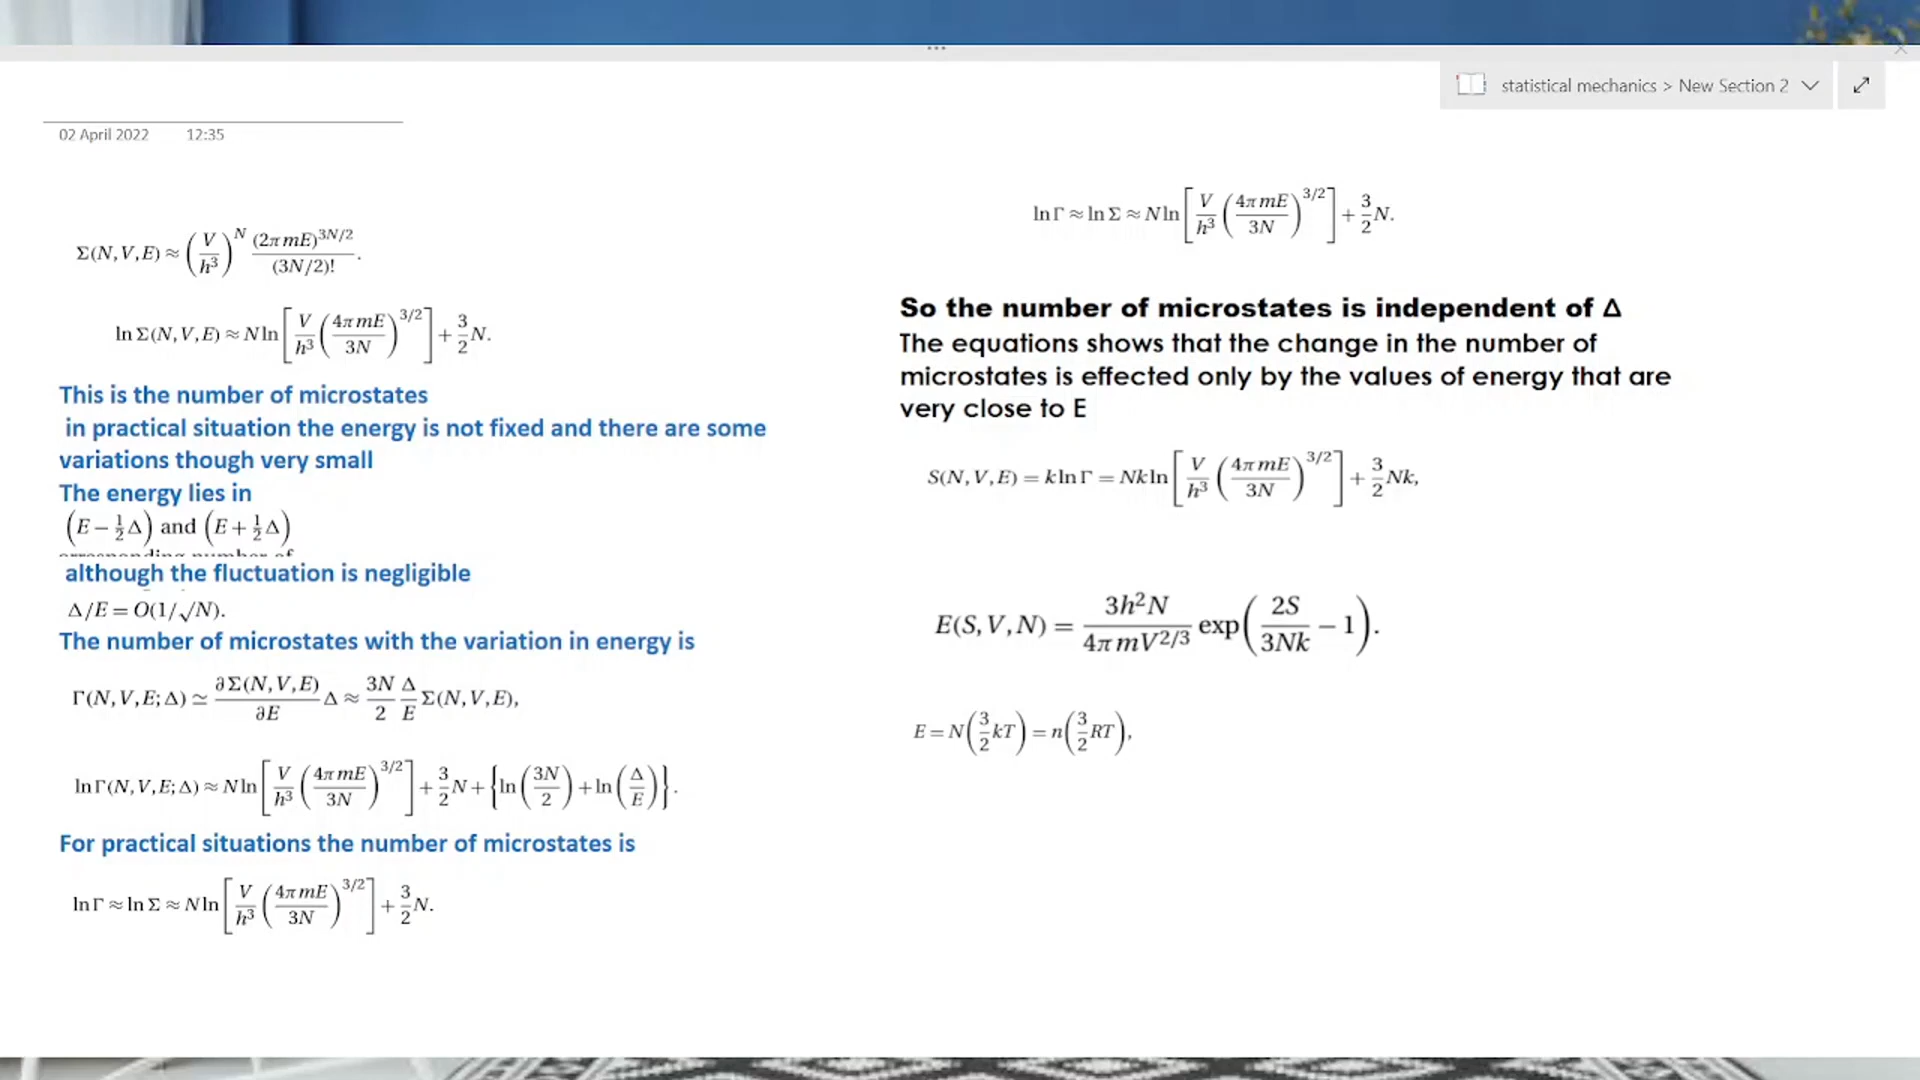 statistical mechanics > New Section 2
02 April 2022 12:35
Σ(N,V,E) ≈ (V/h³)^N (2πmE)^{3N/2}/(3N/2)!.
ln Σ(N,V,E) ≈ N ln[V/h³ (4πmE/3N)^{3/2}] + 3/2 N.
This is the number of microstates
in practical situation the energy is not fixed and there are some
variations though very small
The energy lies in
(E − ½Δ) and (E + ½Δ)
although the fluctuation is negligible
Δ/E = O(1/√N).
The number of microstates with the variation in energy is
Γ(N,V,E;Δ) ≃ ∂Σ(N,V,E)/∂E Δ ≈ 3N/2 Δ/E Σ(N,V,E),
ln Γ(N,V,E;Δ) ≈ N ln[V/h³ (4πmE/3N)^{3/2}] + 3/2 N + {ln(3N/2) + ln(Δ/E)}.
For practical situations the number of microstates is
ln Γ ≈ ln Σ ≈ N ln[V/h³ (4πmE/3N)^{3/2}] + 3/2 N.
ln Γ ≈ ln Σ ≈ N ln[V/h³ (4πmE/3N)^{3/2}] + 3/2 N.
So the number of microstates is independent of Δ
The equations shows that the change in the number of
microstates is effected only by the values of energy that are
very close to E
S(N,V,E) = k ln Γ = Nk ln[V/h³ (4πmE/3N)^{3/2}] + 3/2 Nk,
E(S,V,N) = 3h²N/4πmV^{2/3} exp(2S/3Nk − 1).
E = N(3/2 kT) = n(3/2 RT),